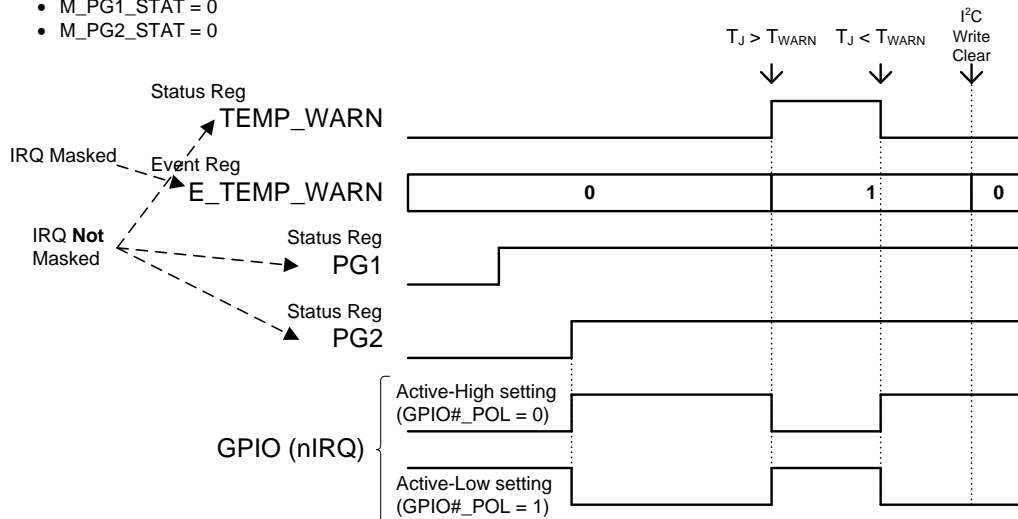 • M_PG1_STAT = 0
• M_PG2_STAT = 0
T_J > T_WARN
T_J < T_WARN
I²C
Write
Clear
Status Reg
TEMP_WARN
IRQ Masked
Event Reg
E_TEMP_WARN
0
1
0
IRQ Not
Masked
Status Reg
PG1
Status Reg
PG2
Active-High setting
(GPIO#_POL = 0)
GPIO (nIRQ)
Active-Low setting
(GPIO#_POL = 1)